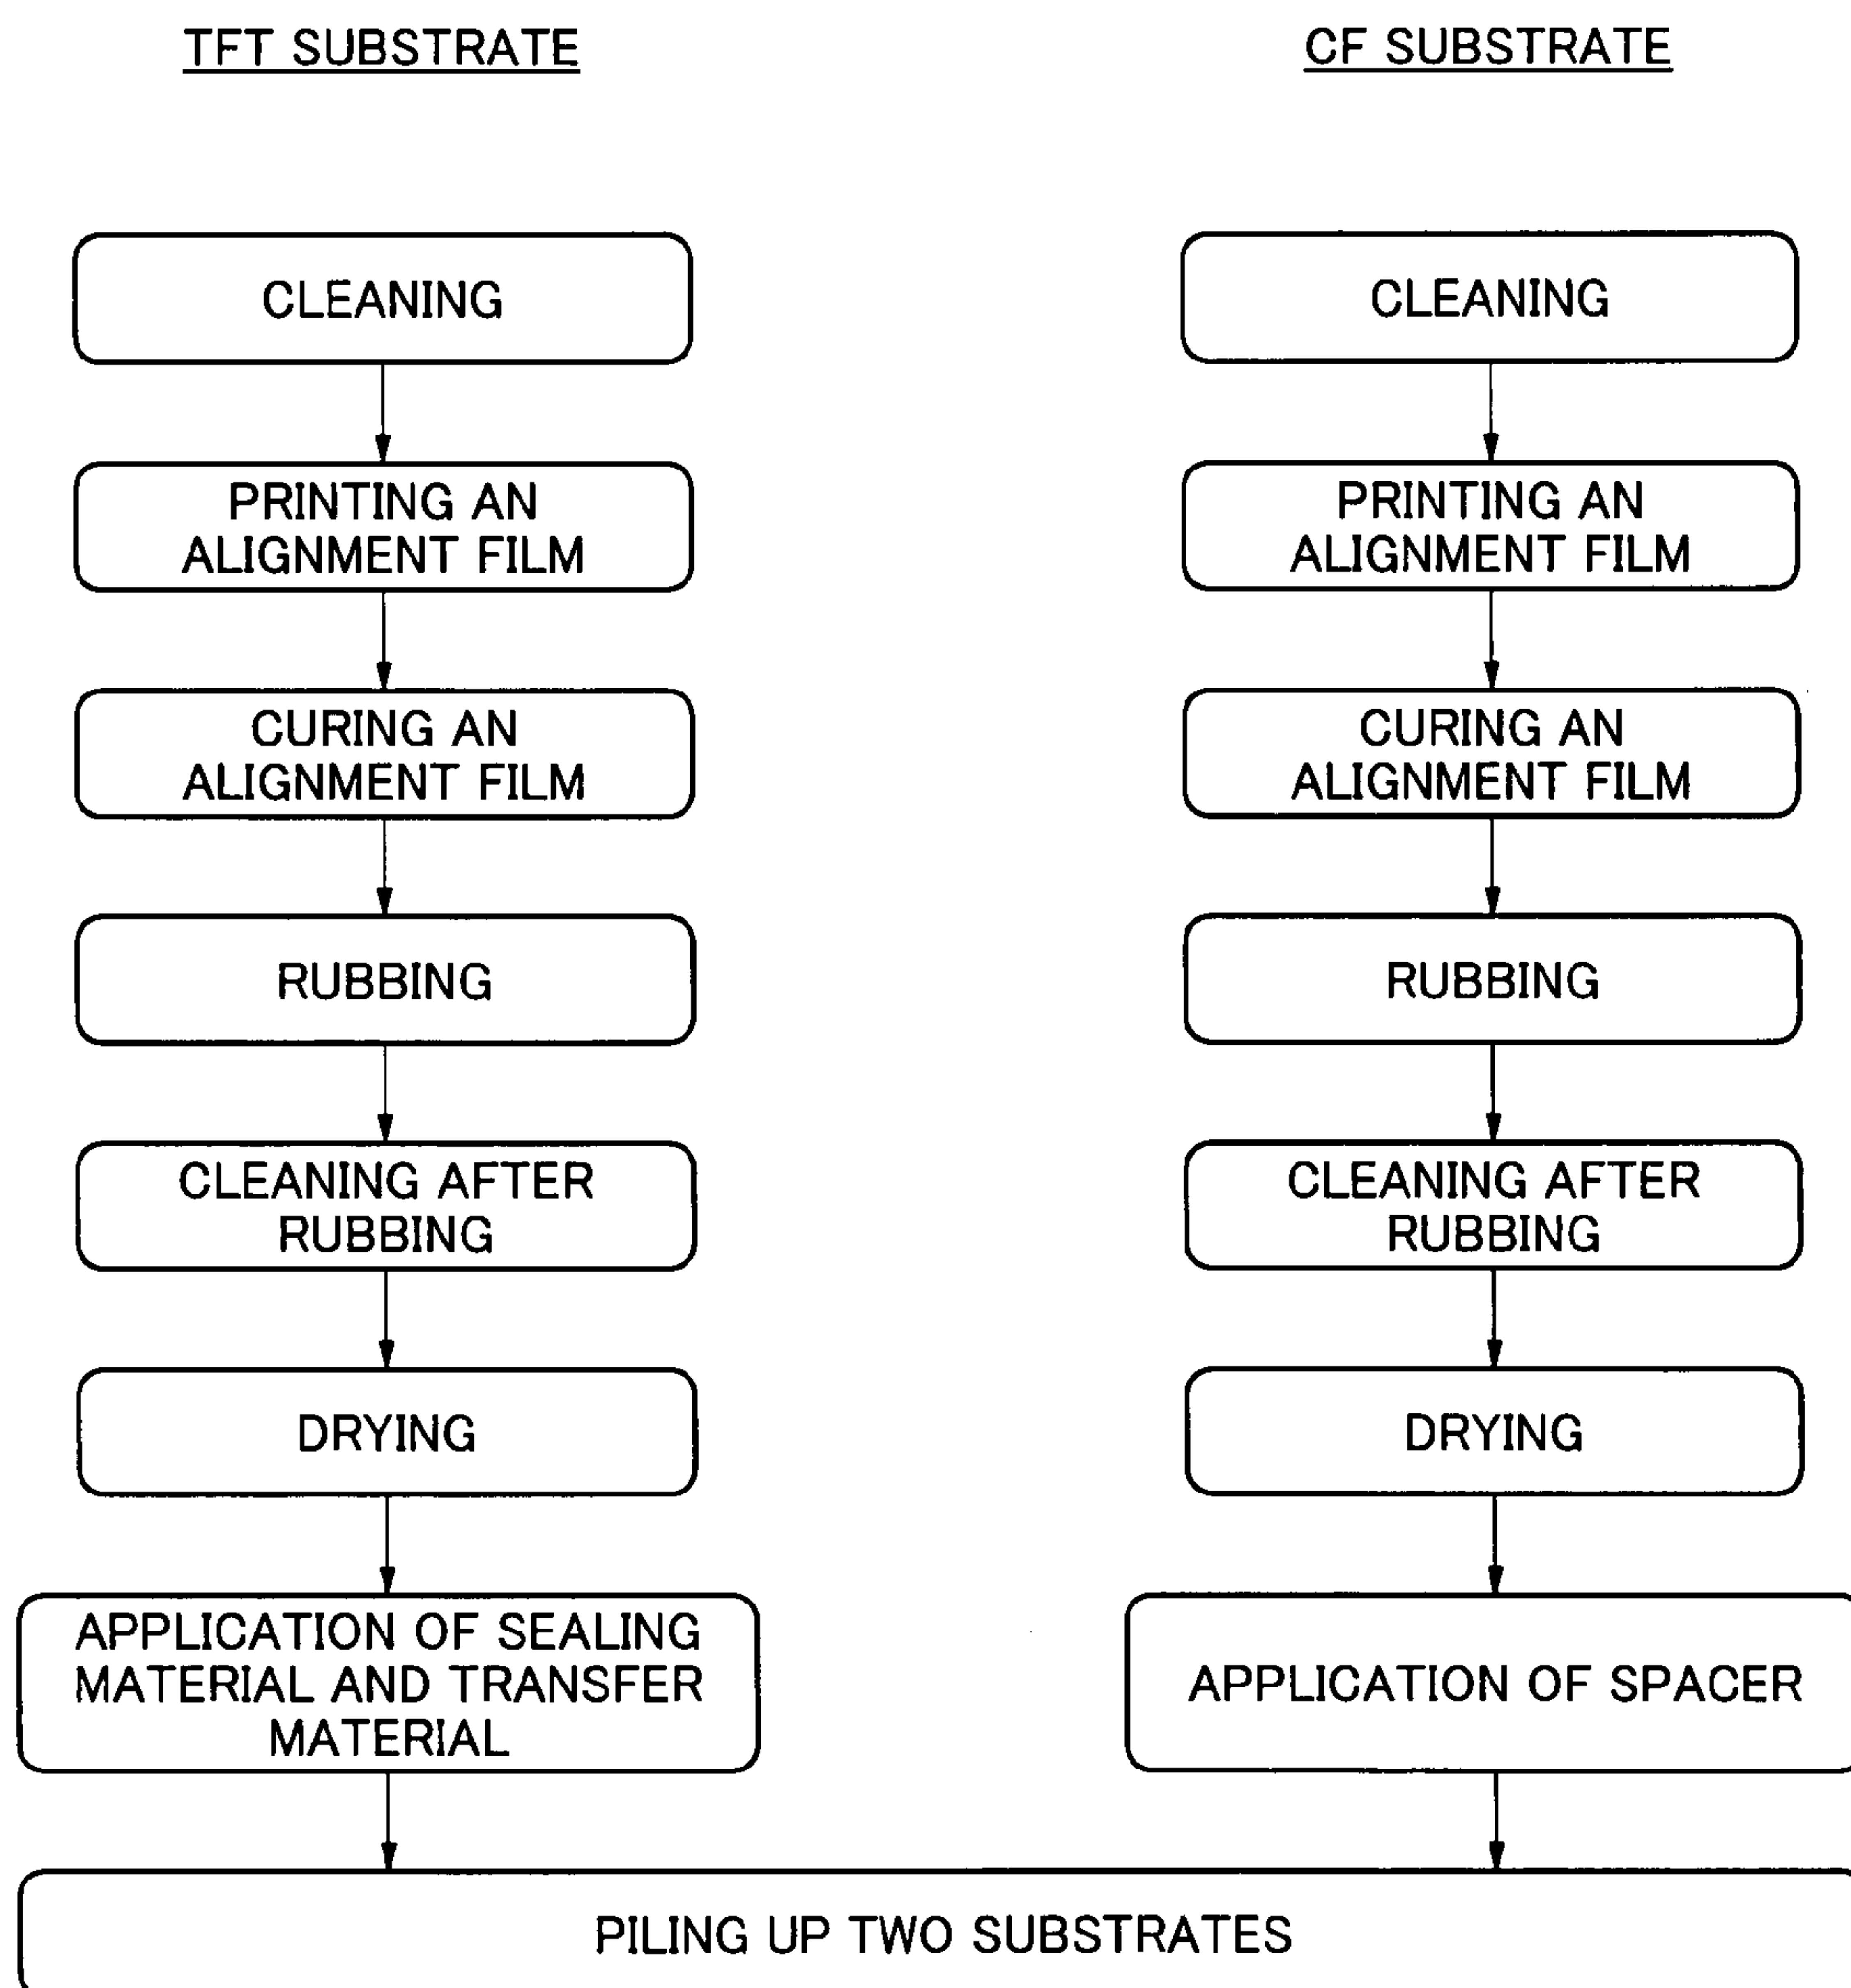 TFT SUBSTRATE
CLEANING
PRINTING AN
ALIGNMENT FILM
CURING AN
ALIGNMENT FILM
RUBBING
CLEANING AFTER
RUBBING
DRYING
APPLICATION OF SEALING
MATERIAL AND TRANSFER
MATERIAL
CF SUBSTRATE
CLEANING
PRINTING AN
ALIGNMENT FILM
CURING AN
ALIGNMENT FILM
RUBBING
CLEANING AFTER
RUBBING
DRYING
APPLICATION OF SPACER
PILING UP TWO SUBSTRATES